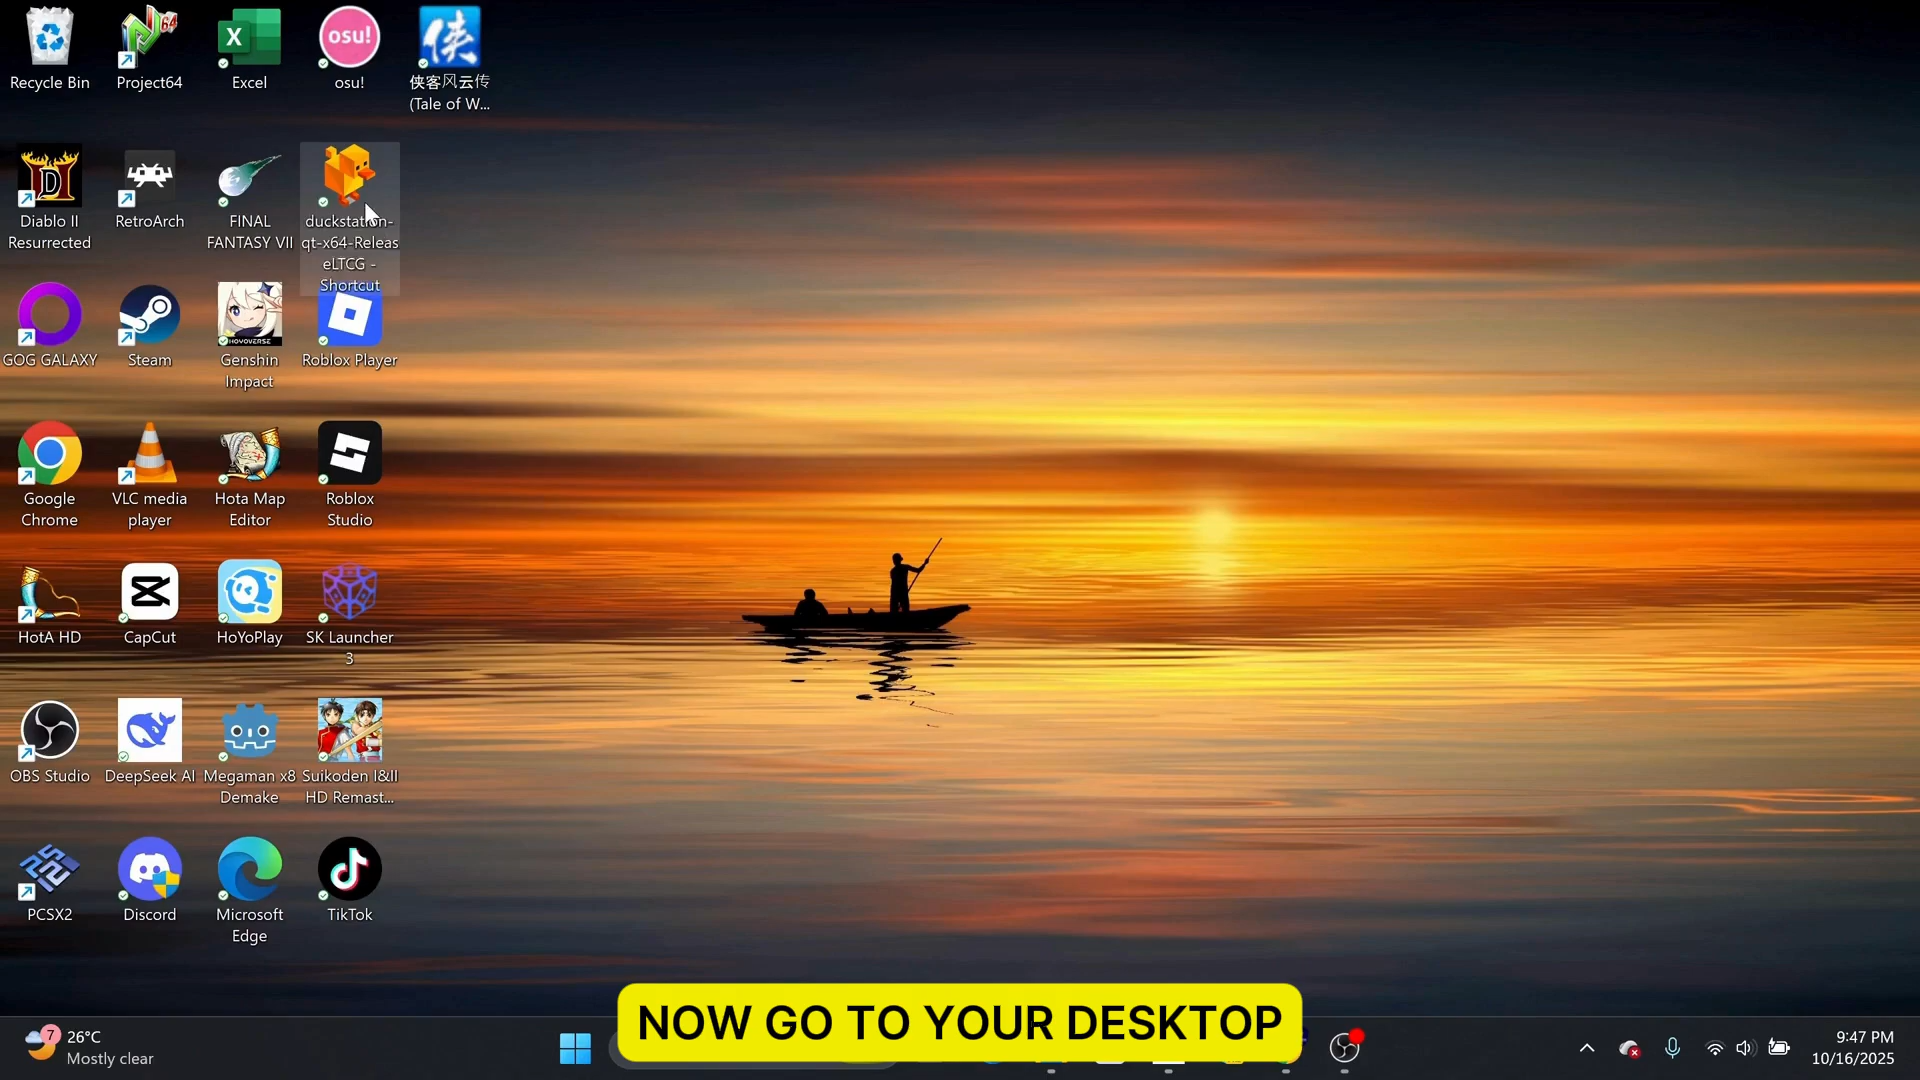 Recycle Bin
Project64
Excel
osu!
侠客风云传
(Tale of W...
Diablo II
Resurrected
RetroArch
FINAL
FANTASY VII
duckstation-
qt-x64-Releas
eLTCG -
Shortcut
GOG GALAXY
Steam
Genshin
Impact
Roblox Player
Google
Chrome
VLC media
player
Hota Map
Editor
Roblox
Studio
HotA HD
CapCut
HoYoPlay
SK Launcher
3
OBS Studio
DeepSeek AI
Megaman x8
Demake
Suikoden I&II
HD Remast...
PCSX2
Discord
Microsoft
Edge
TikTok
NOW GO TO YOUR DESKTOP
7
26°C
Mostly clear
9:47 PM
10/16/2025